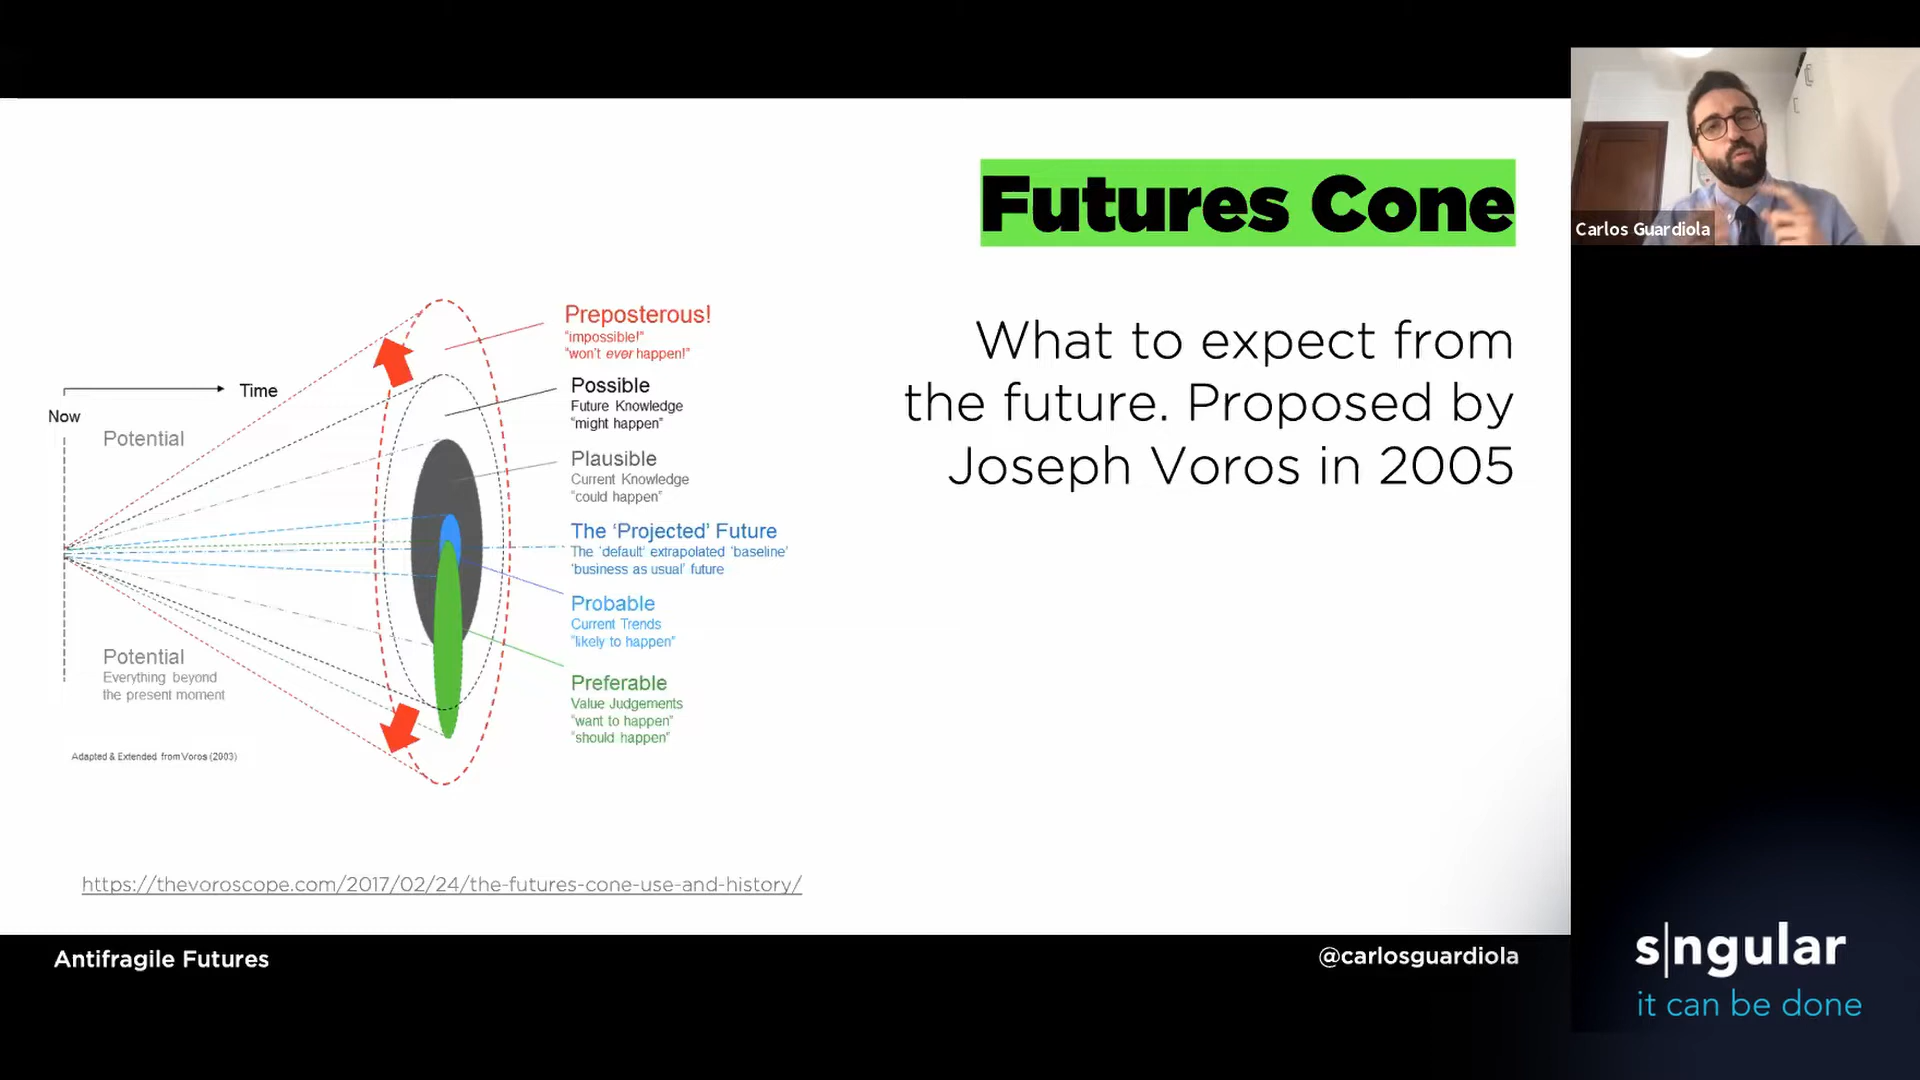 Futures Cone
What to expect from
the future. Proposed by
Joseph Voros in 2005
Now
Time
Potential
Potential
Everything beyond
the present moment
Adapted & Extended from Voros (2003)
Preposterous!
"impossible!"
"won't ever happen!"
Possible
Future Knowledge
"might happen"
Plausible
Current Knowledge
"could happen"
The 'Projected' Future
The 'default' extrapolated 'baseline'
'business as usual' future
Probable
Current Trends
"likely to happen"
Preferable
Value Judgements
"want to happen"
"should happen"
https://thevoroscope.com/2017/02/24/the-futures-cone-use-and-history/
Antifragile Futures
@carlosguardiola
Carlos Guardiola
s|ngular
it can be done